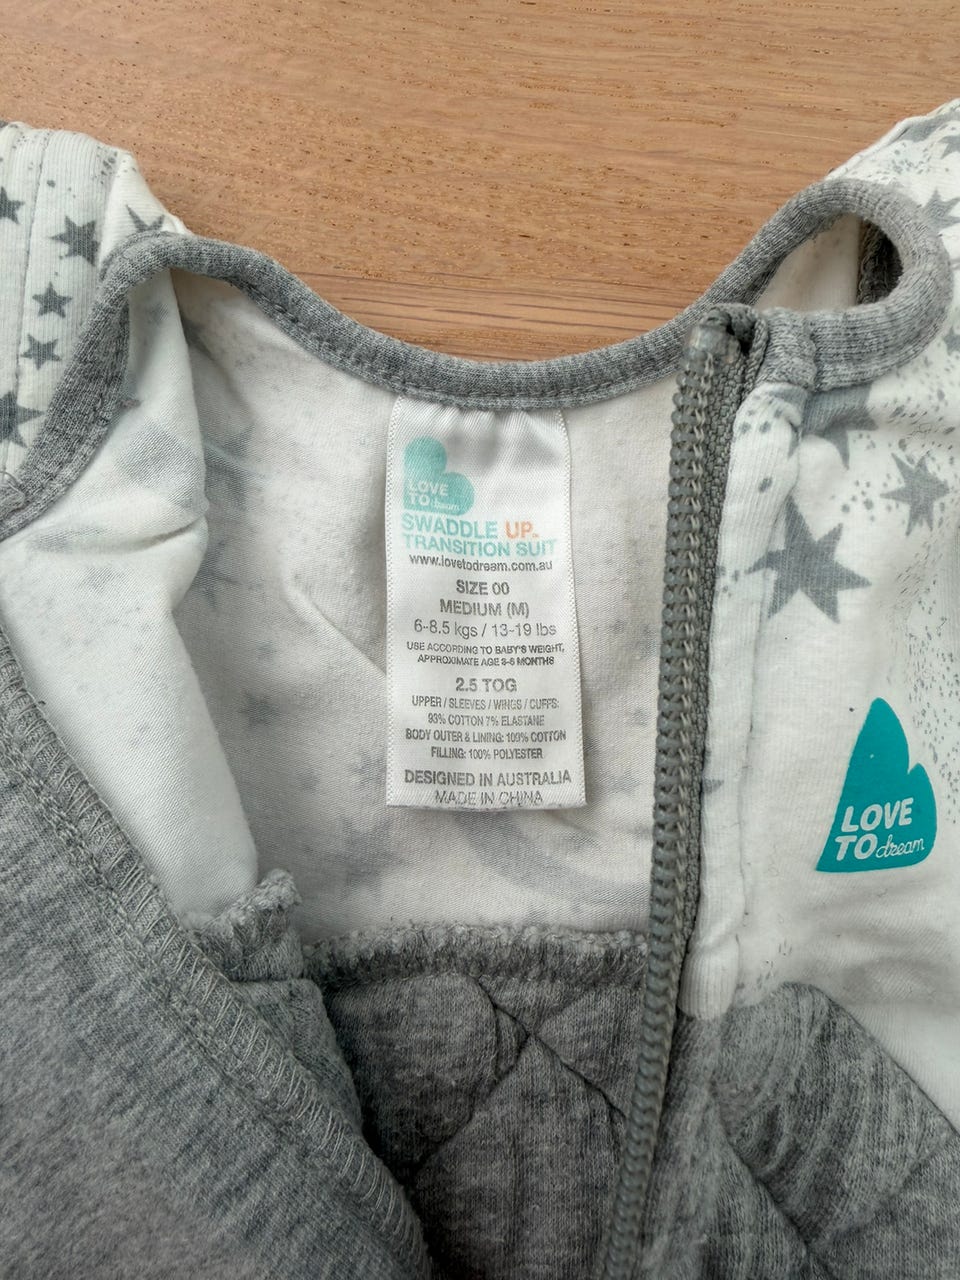 LOVE
TO dream
SWADDLE UP™
TRANSITION SUIT
www.lovetodream.com.au
SIZE 00
MEDIUM (M)
6-8.5 kgs / 13-19 lbs
USE ACCORDING TO BABY'S WEIGHT,
APPROXIMATE AGE 3-6 MONTHS
2.5 TOG
UPPER / SLEEVES / WINGS / CUFFS:
93% COTTON 7% ELASTANE
BODY OUTER & LINING: 100% COTTON
FILLING: 100% POLYESTER
DESIGNED IN AUSTRALIA
MADE IN CHINA
LOVE
TO dream